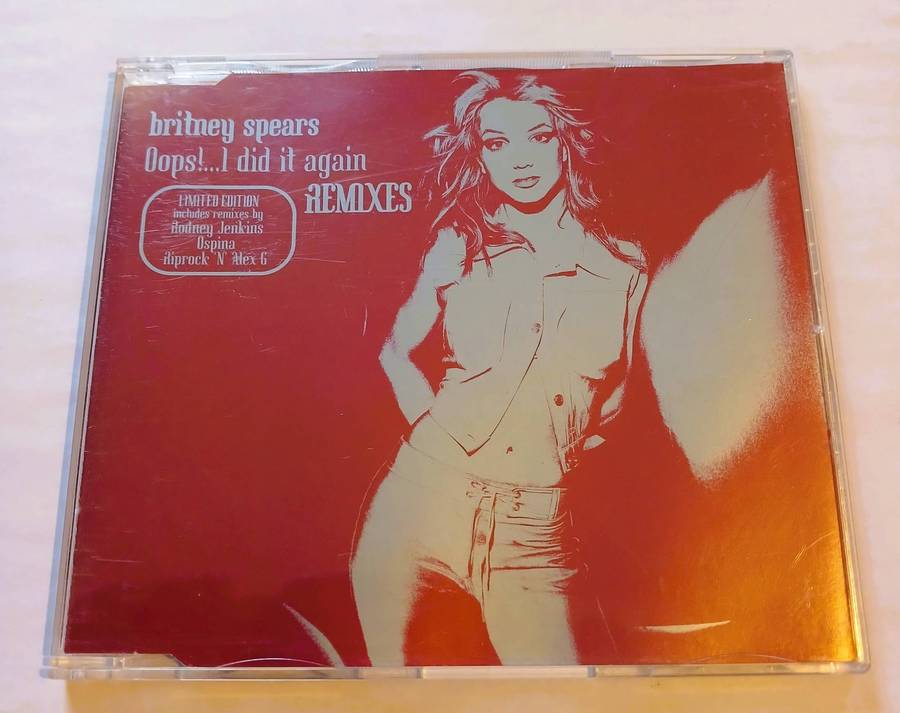 britney spears
Oops!...I did it again
REMIXES
LIMITED EDITION
includes remixes by
Rodney Jenkins
Ospina
Riprock 'N' Alex G